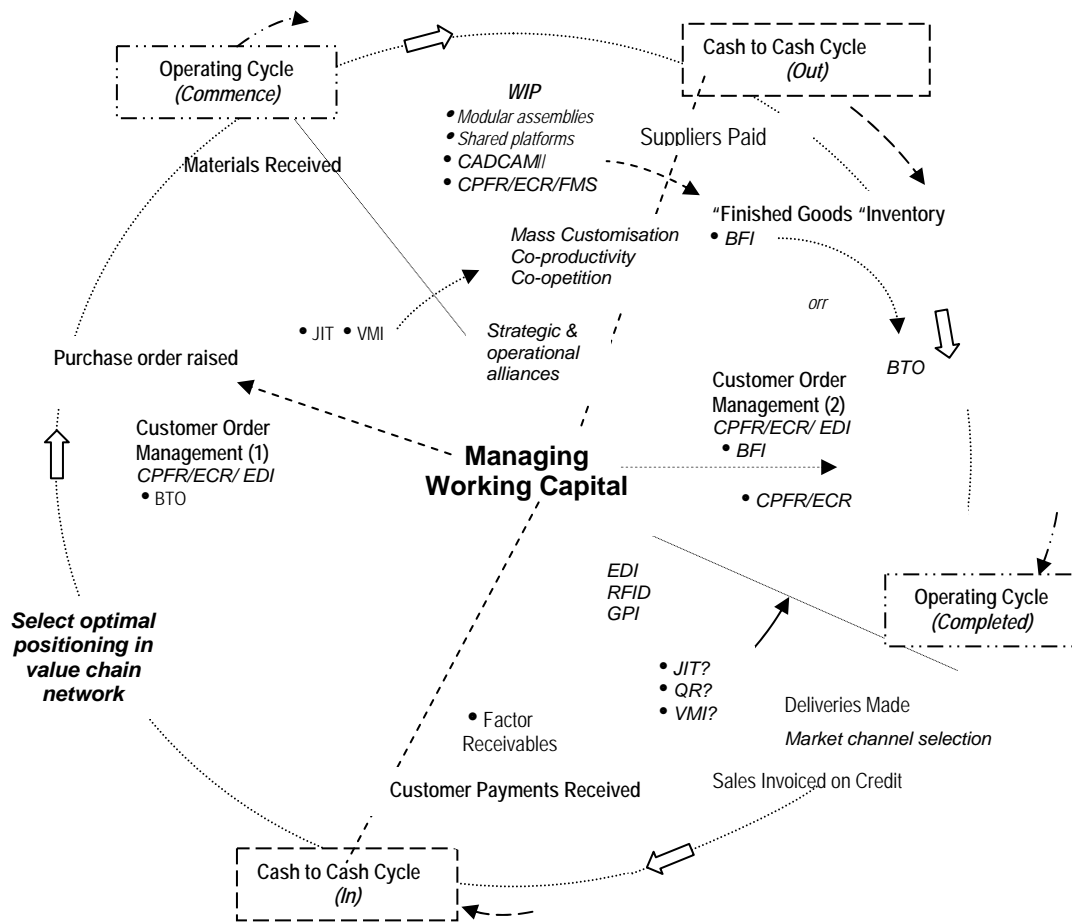 Operating Cycle
(Commence)
Cash to Cash Cycle
(Out)
WIP
• Modular assemblies
• Shared platforms
• CADCAM//
• CPFR/ECR/FMS
Suppliers Paid
Materials Received
"Finished Goods "Inventory
• BFI
Mass Customisation
Co-productivity
Co-opetition
orr
• JIT • VMI
Strategic &
operational
alliances
Purchase order raised
BTO
Customer Order
Management (2)
CPFR/ECR/ EDI
• BFI
Customer Order
Management (1)
CPFR/ECR/ EDI
• BTO
Managing
Working Capital
• CPFR/ECR
EDI
RFID
GPI
Operating Cycle
(Completed)
Select optimal
positioning in
value chain
network
• JIT?
• QR?
• VMI?
Deliveries Made
Market channel selection
• Factor
Receivables
Sales Invoiced on Credit
Customer Payments Received
Cash to Cash Cycle
(In)